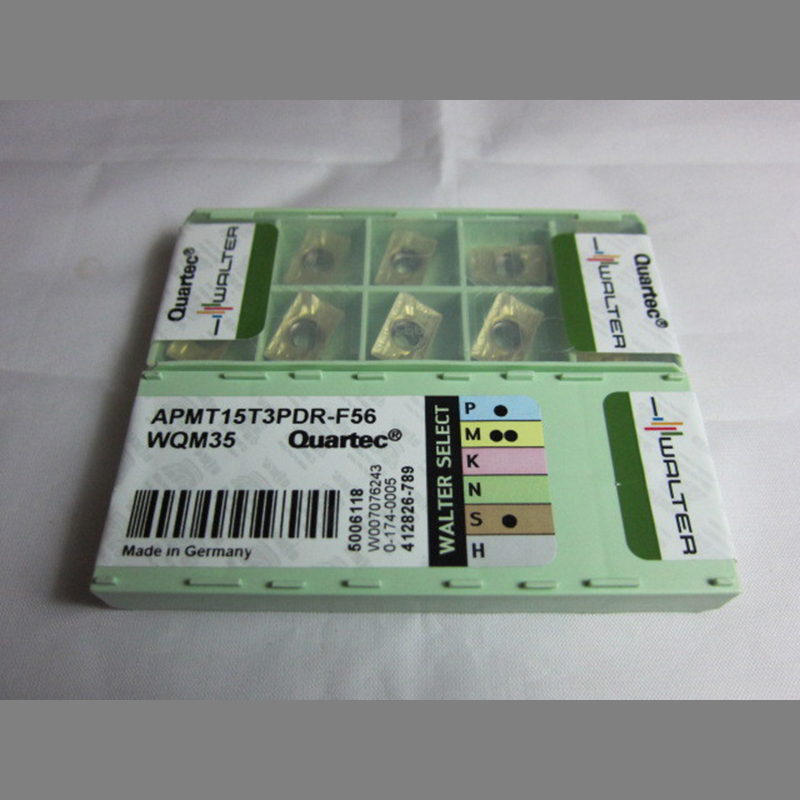 Quartec®
WALTER
WALTER
Quartec®
APMT15T3PDR-F56
WQM35 Quartec®
Made in Germany
5006118
W007076243
0-174-0005
412826-789
WALTER SELECT
P
M
K
N
S
H
WALTER